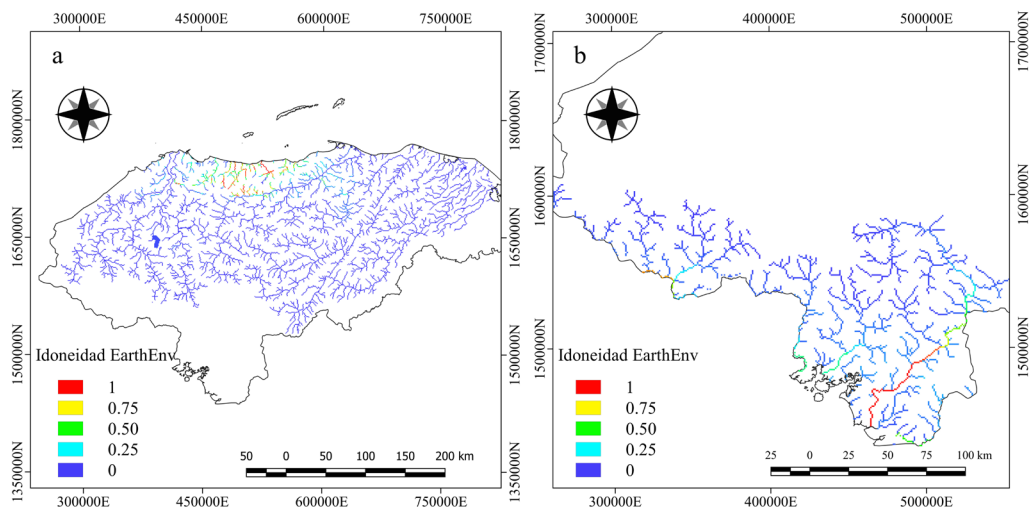 300000E 450000E 600000E 750000E
a
1800000N
1650000N
1500000N
1350000N
1800000N
1650000N
1500000N
1350000N
Idoneidad EarthEnv
1
0.75
0.50
0.25
0
50 0 50 100 150 200 km
300000E 450000E 600000E 750000E
300000E 400000E 500000E
b
1700000N
1600000N
1500000N
1700000N
1600000N
1500000N
Idoneidad EarthEnv
1
0.75
0.50
0.25
0
25 0 25 50 75 100 km
300000E 400000E 500000E